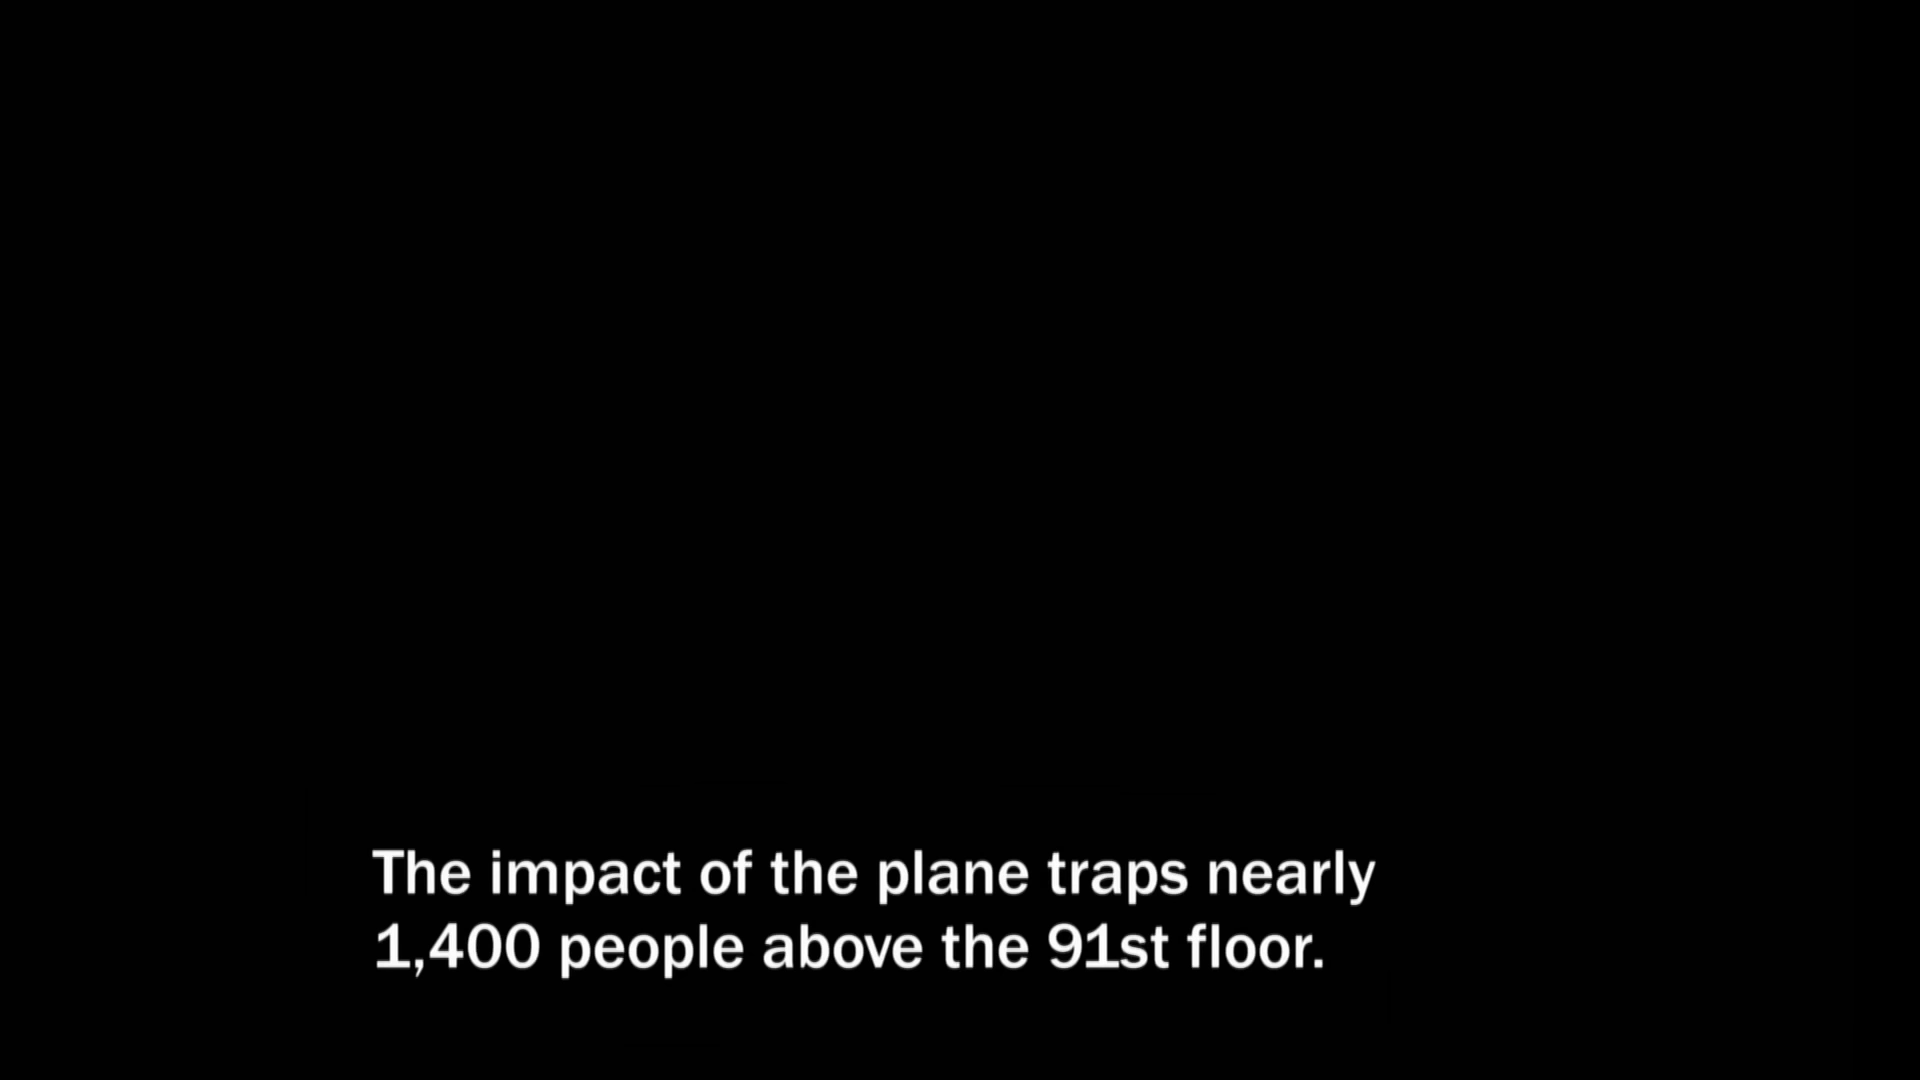 The impact of the plane traps nearly
1,400 people above the 91st floor.